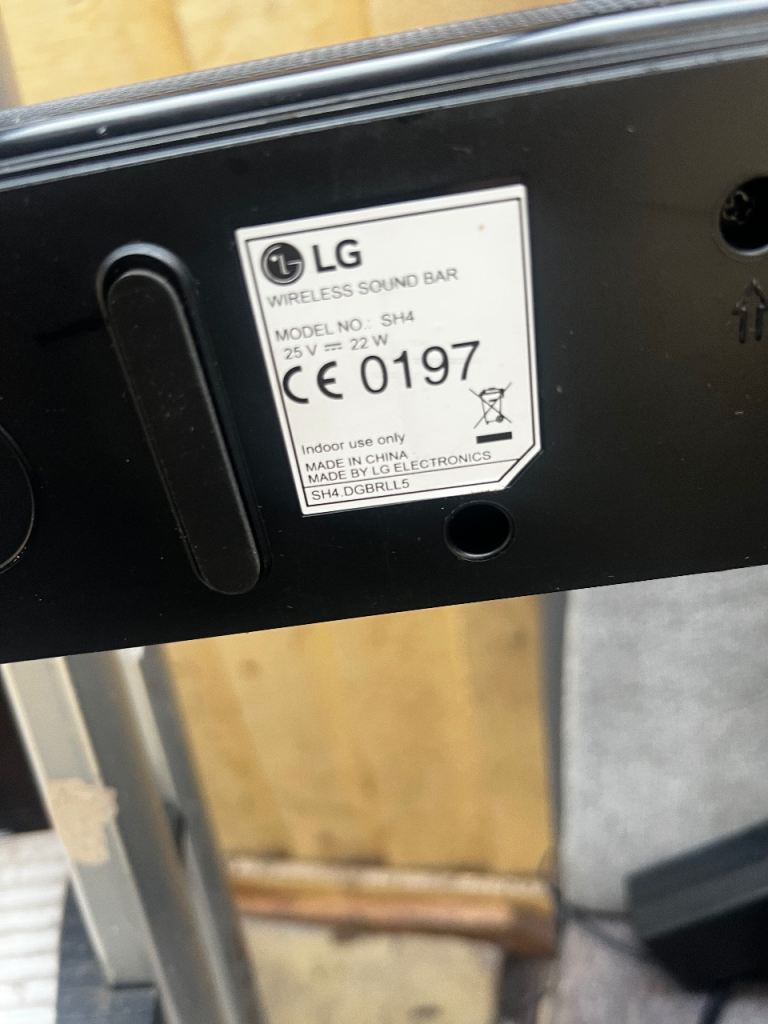 LG
WIRELESS SOUND BAR
MODEL NO.: SH4
25 V ⎓ 22 W
CE 0197
Indoor use only
MADE IN CHINA
MADE BY LG ELECTRONICS
SH4.DGBRLL5